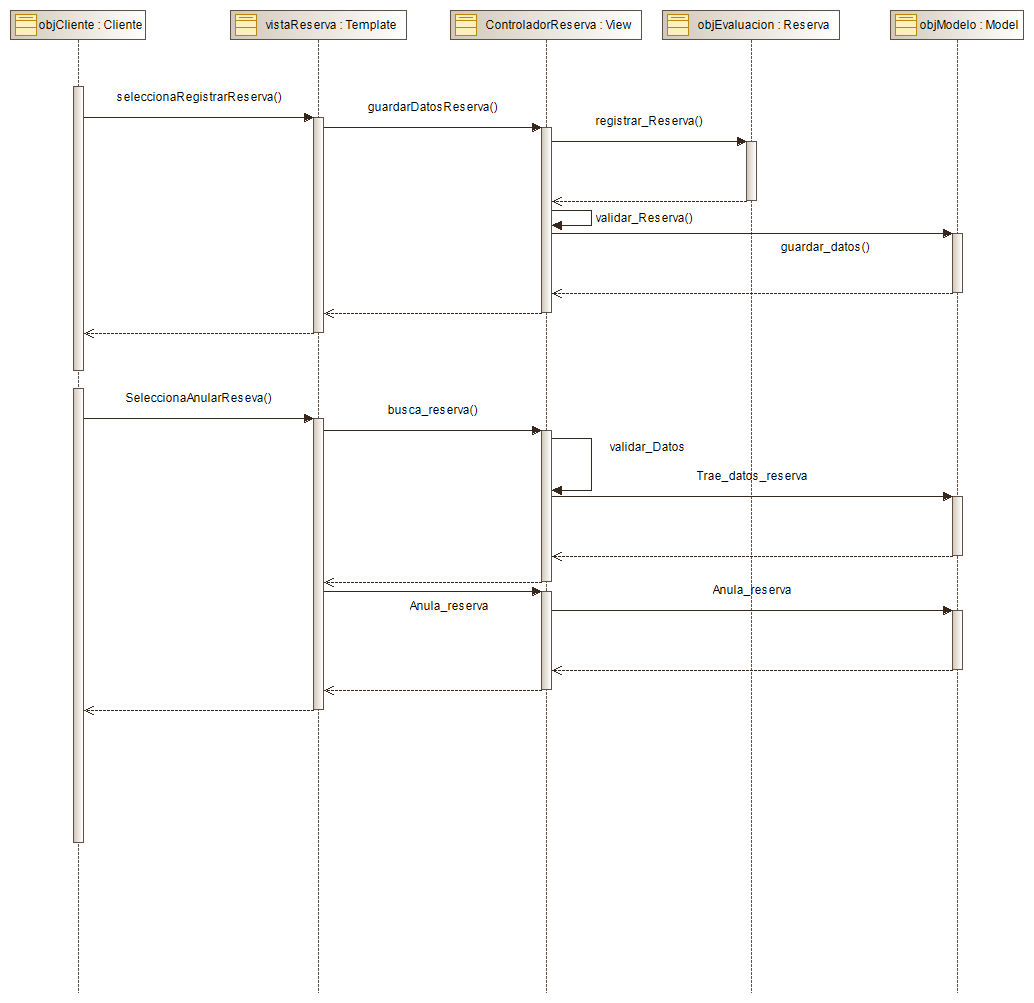 objCliente : Cliente
vistaReserva : Template
ControladorReserva : View
objEvaluacion : Reserva
objModelo : Model
seleccionaRegistrarReserva()
guardarDatosReserva()
registrar_Reserva()
validar_Reserva()
guardar_datos()
SeleccionaAnularReseva()
busca_reserva()
validar_Datos
Trae_datos_reserva
Anula_reserva
Anula_reserva